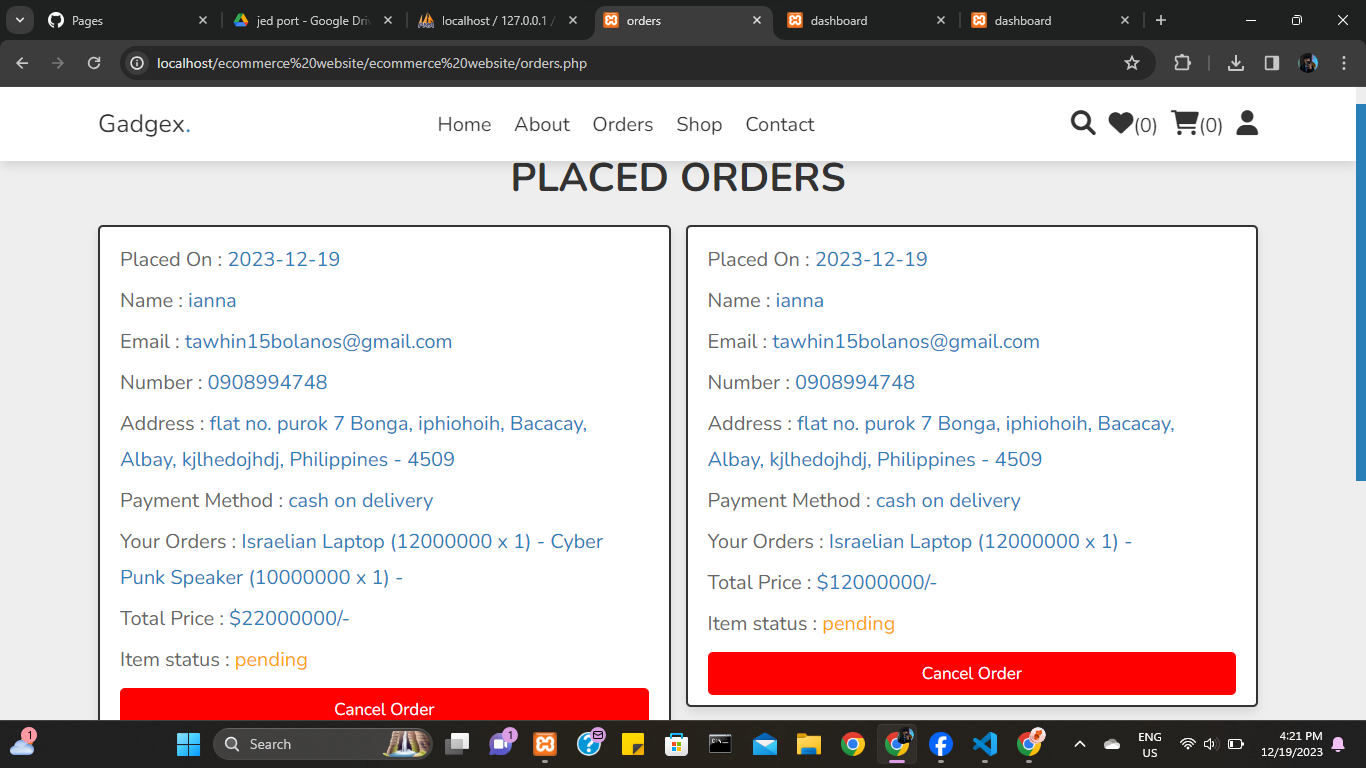 Pages
jed port - Google Dri
localhost / 127.0.0.1 /
orders
dashboard
dashboard
localhost/ecommerce%20website/ecommerce%20website/orders.php
Gadgex.
Home
About
Orders
Shop
Contact
(0)
(0)
PLACED ORDERS
Placed On : 2023-12-19
Name : ianna
Email : tawhin15bolanos@gmail.com
Number : 0908994748
Address : flat no. purok 7 Bonga, iphiohoih, Bacacay,
Albay, kjlhedojhdj, Philippines - 4509
Payment Method : cash on delivery
Your Orders : Israelian Laptop (12000000 x 1) - Cyber
Punk Speaker (10000000 x 1) -
Total Price : $22000000/-
Item status : pending
Cancel Order
Placed On : 2023-12-19
Name : ianna
Email : tawhin15bolanos@gmail.com
Number : 0908994748
Address : flat no. purok 7 Bonga, iphiohoih, Bacacay,
Albay, kjlhedojhdj, Philippines - 4509
Payment Method : cash on delivery
Your Orders : Israelian Laptop (12000000 x 1) -
Total Price : $12000000/-
Item status : pending
Cancel Order
1
Search
1
ENG
US
4:21 PM
12/19/2023